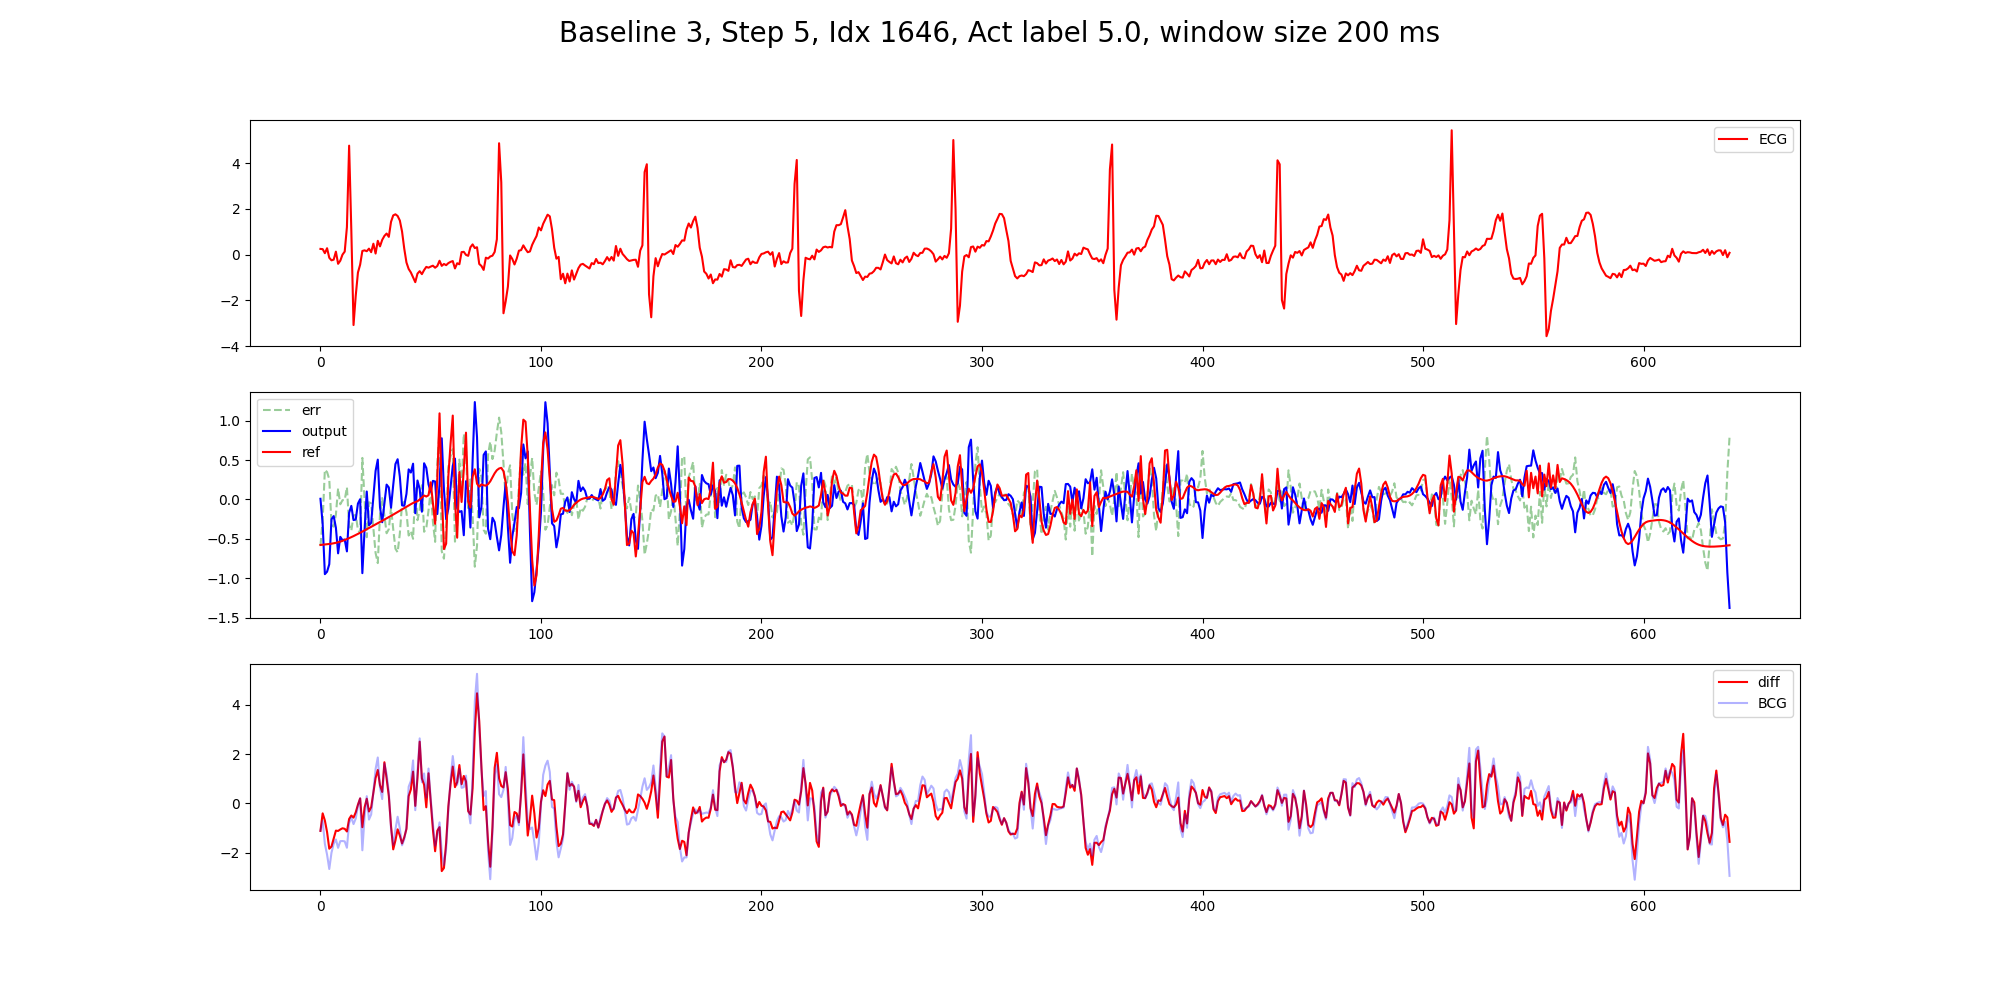 Baseline 3, Step 5, Idx 1646, Act label 5.0, window size 200 ms
ECG
4
2
0
−2
−4
0 100 200 300 400 500 600
err
output
ref
1.0
0.5
0.0
−0.5
−1.0
−1.5
0 100 200 300 400 500 600
diff
BCG
4
2
0
−2
0 100 200 300 400 500 600